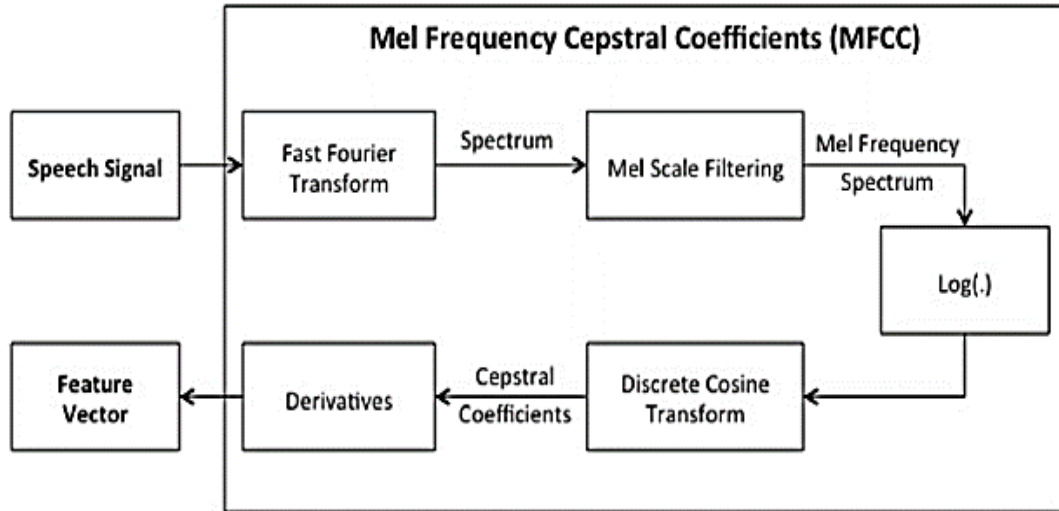 Mel Frequency Cepstral Coefficients (MFCC)
Speech Signal
Fast Fourier
Transform
Spectrum
Mel Scale Filtering
Mel Frequency
Spectrum
Log(.)
Discrete Cosine
Transform
Cepstral
Coefficients
Derivatives
Feature
Vector